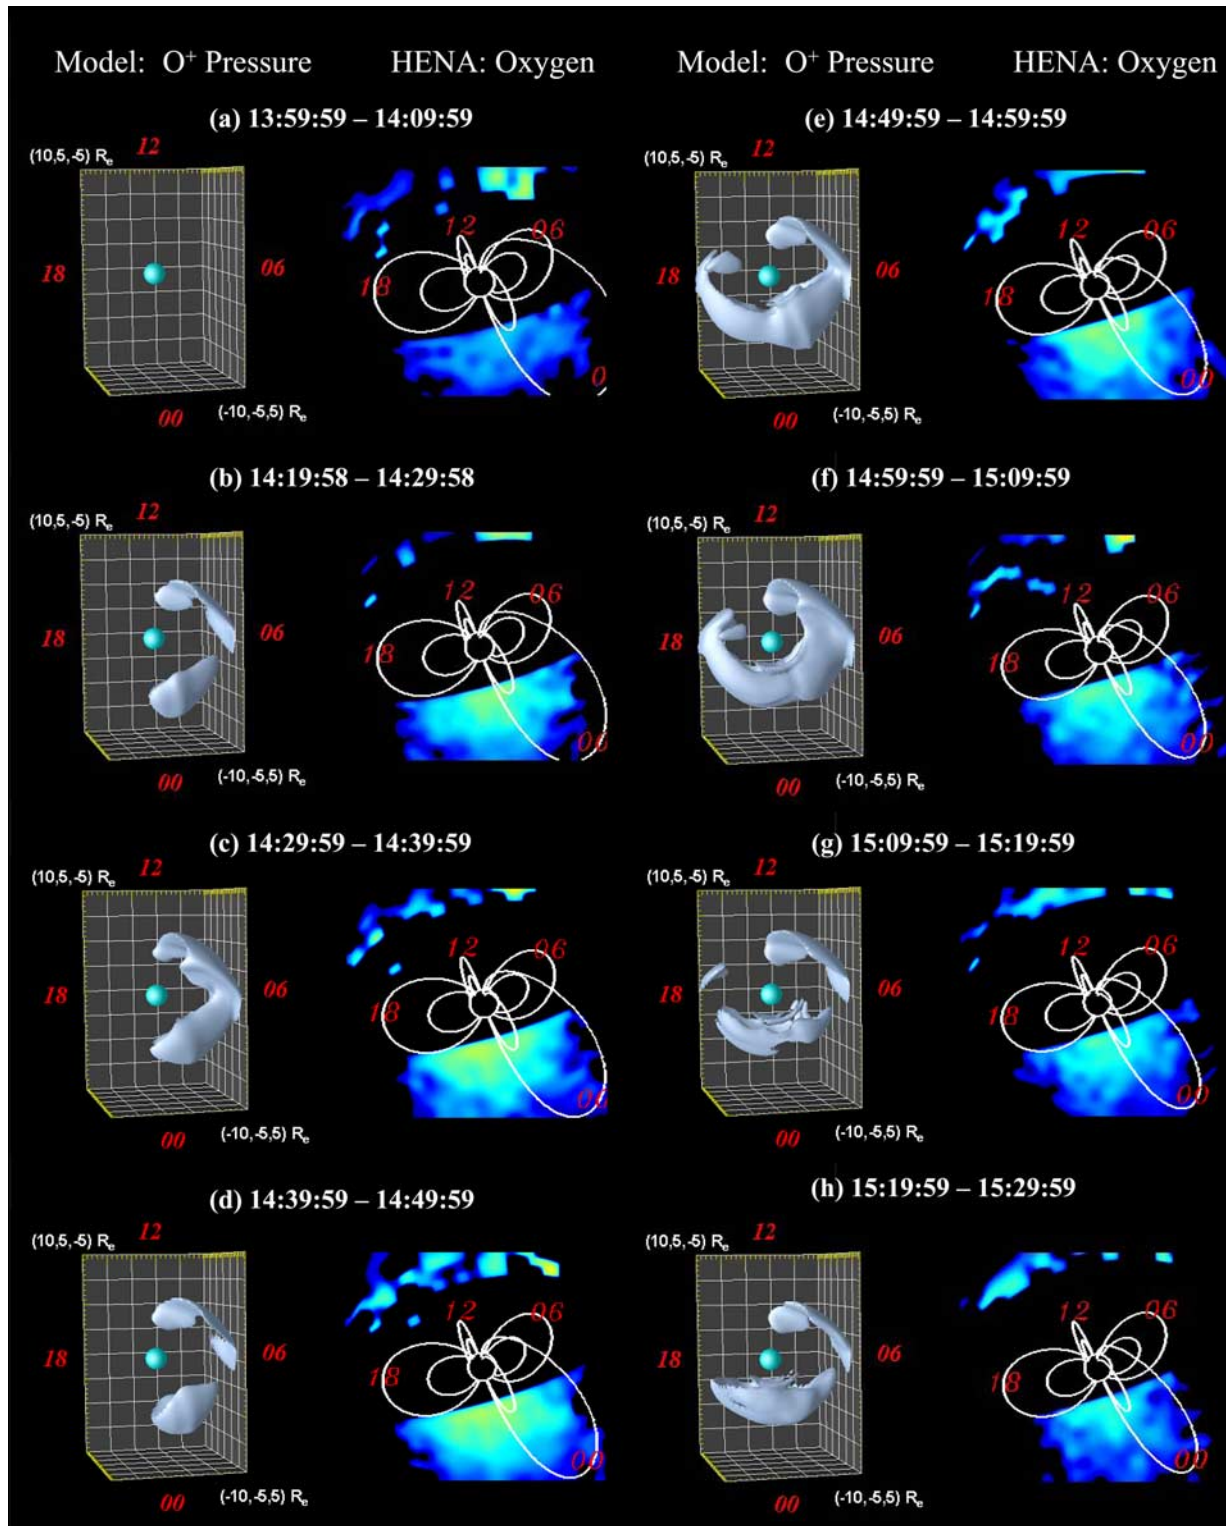 Model: O⁺ Pressure HENA: Oxygen Model: O⁺ Pressure HENA: Oxygen
(a) 13:59:59 – 14:09:59
(10,5,-5) Rₑ 12
18 06
00 (-10,-5,5) Rₑ
12 06
18
0
(e) 14:49:59 – 14:59:59
(10,5,-5) Rₑ 12
18 06
00 (-10,-5,5) Rₑ
12 06
18
00
(b) 14:19:58 – 14:29:58
(10,5,-5) Rₑ 12
18 06
00 (-10,-5,5) Rₑ
12 06
18
06
(f) 14:59:59 – 15:09:59
(10,5,-5) Rₑ 12
18 06
00 (-10,-5,5) Rₑ
12 06
18
00
(c) 14:29:59 – 14:39:59
(10,5,-5) Rₑ 12
18 06
00 (-10,-5,5) Rₑ
12 06
18
06
(g) 15:09:59 – 15:19:59
(10,5,-5) Rₑ 12
18 06
00 (-10,-5,5) Rₑ
12 06
18
00
(d) 14:39:59 – 14:49:59
(10,5,-5) Rₑ 12
18 06
00 (-10,-5,5) Rₑ
12 06
18
00
(h) 15:19:59 – 15:29:59
(10,5,-5) Rₑ 12
18 06
00 (-10,-5,5) Rₑ
12 06
18
00